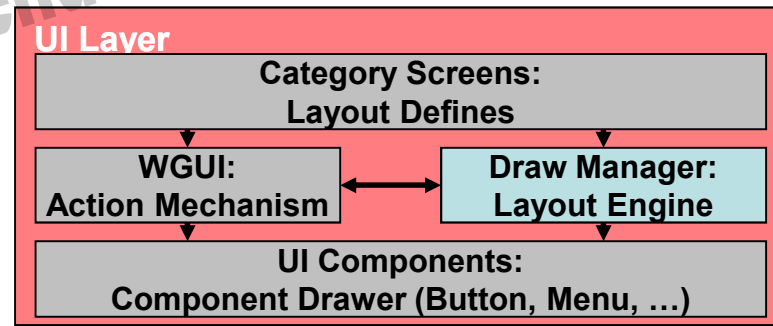 UI Layer
Category Screens:
Layout Defines
WGUI:
Action Mechanism
Draw Manager:
Layout Engine
UI Components:
Component Drawer (Button, Menu, …)